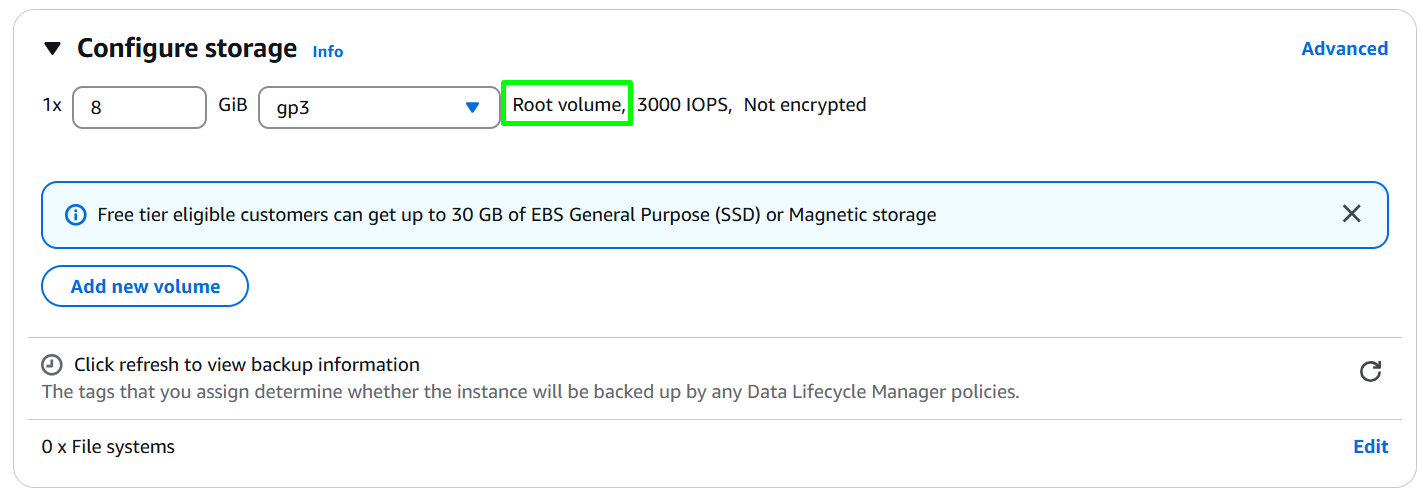 Configure storage Info Advanced
1x 8 GiB gp3 Root volume, 3000 IOPS, Not encrypted
Free tier eligible customers can get up to 30 GB of EBS General Purpose (SSD) or Magnetic storage
Add new volume
Click refresh to view backup information
The tags that you assign determine whether the instance will be backed up by any Data Lifecycle Manager policies.
0 x File systems Edit